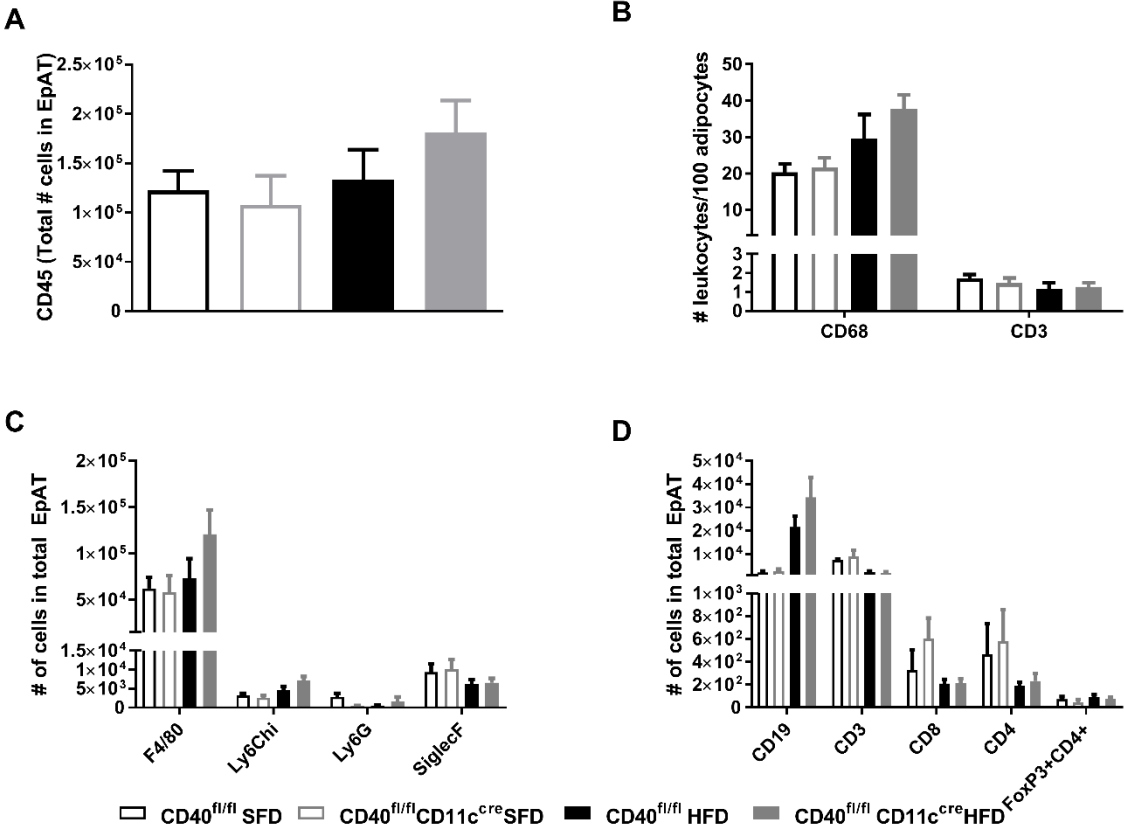 A
CD45 (Total # cells in EpAT)
2.5×10⁵
2×10⁵
1.5×10⁵
1×10⁵
5×10⁴
0
B
# leukocytes/100 adipocytes
50
40
30
20
10
3
2
1
0
CD68 CD3
C
# of cells in total EpAT
2×10⁵
1.5×10⁵
1×10⁵
5×10⁴
1.5×10⁴
1×10⁴
5×10³
0
F4/80 Ly6Chi Ly6G SiglecF
D
# of cells in total EpAT
5×10⁴
4×10⁴
3×10⁴
2×10⁴
1×10⁴
1×10³
8×10²
6×10²
4×10²
2×10²
0
CD19 CD3 CD8 CD4 FoxP3+CD4+
CD40fl/fl SFD CD40fl/flCD11ccreSFD CD40fl/fl HFD CD40fl/fl CD11ccreHFD